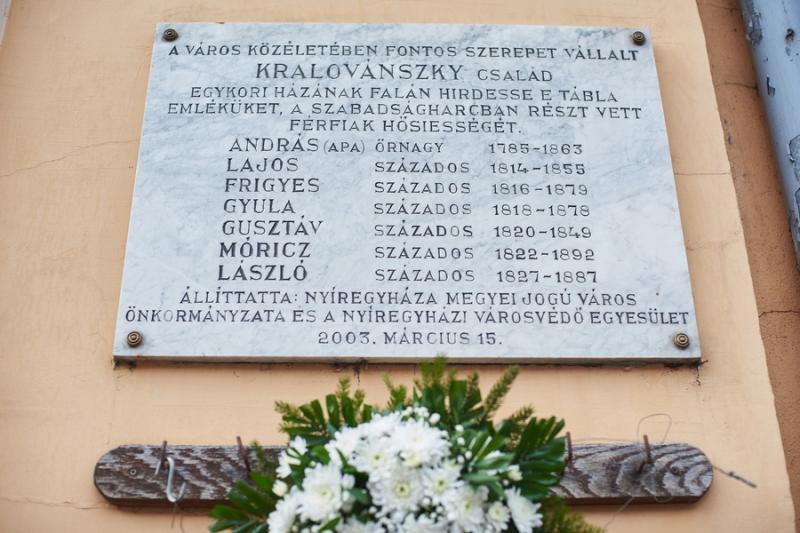 A VÁROS KÖZÉLETÉBEN FONTOS SZEREPET VÁLLALT
KRALOVÁNSZKY CSALÁD
EGYKORI HÁZÁNAK FALÁN HIRDESSE E TÁBLA
EMLÉKÜKET, A SZABADSÁGHARCBAN RÉSZT VETT
FÉRFIAK HŐSIESSÉGÉT.
ANDRÁS (APA) ŐRNAGY 1785-1863
LAJOS SZÁZADOS 1814-1855
FRIGYES SZÁZADOS 1816-1879
GYULA SZÁZADOS 1818-1878
GUSZTÁV SZÁZADOS 1820-1849
MÓRICZ SZÁZADOS 1822-1892
LÁSZLÓ SZÁZADOS 1827-1887
ÁLLÍTTATTA: NYÍREGYHÁZA MEGYEI JOGÚ VÁROS
ÖNKORMÁNYZATA ÉS A NYÍREGYHÁZI VÁROSVÉDŐ EGYESÜLET
2003. MÁRCIUS 15.